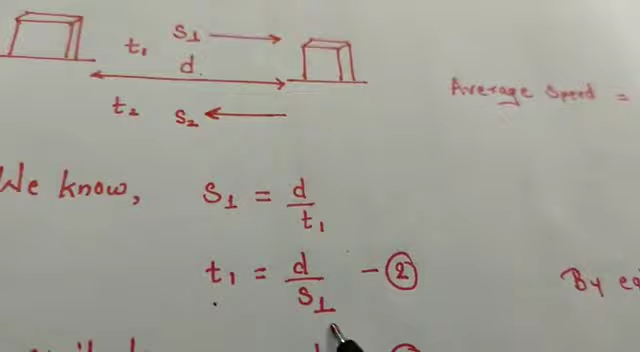 t₁ S₁
d
t₂ S₂
Average Speed =
We know, S₁ = d/t₁
t₁ = d/S₁ - ②
By